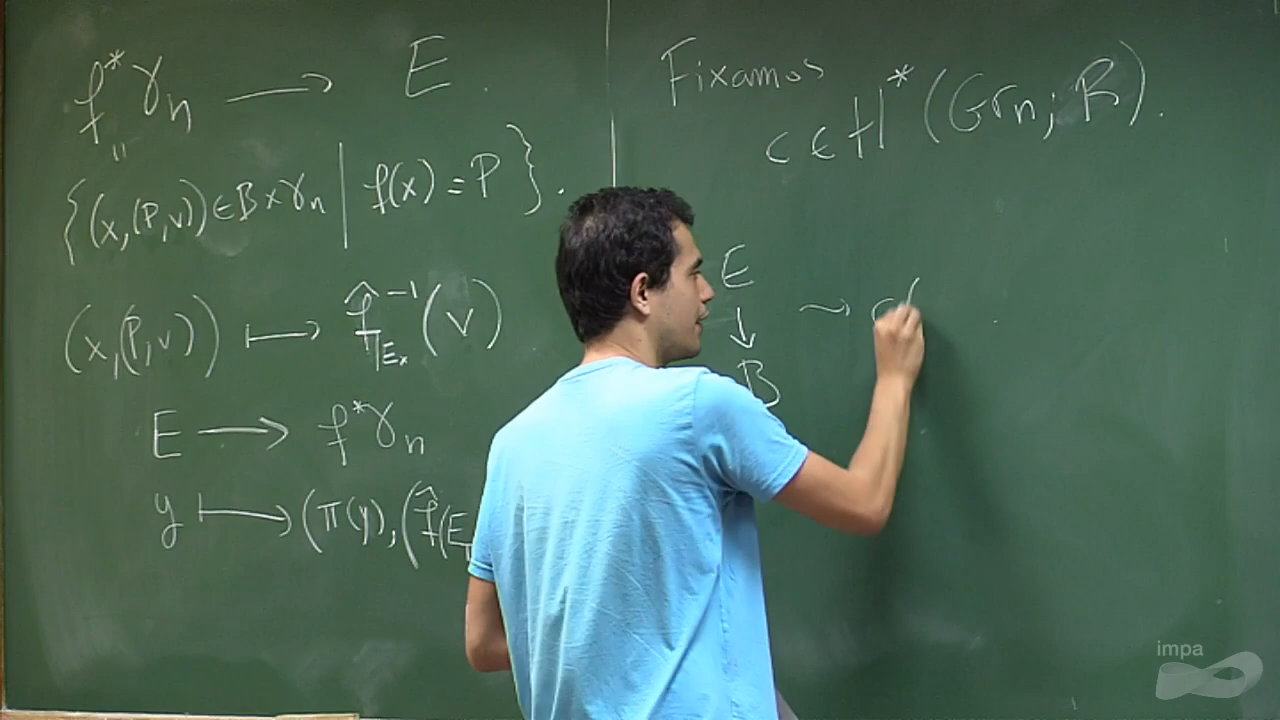 f*γₙ ⟶ E.
"
{(x,(P,v)) ∈ B×γₙ | f(x) = P}.
(x,(P,v)) ⟼ f̂|_{Eₓ}⁻¹(v)
E ⟶ f*γₙ
y ⟼ (π(y),(f̂(E
Fixamos
c ∈ H*(Grₙ; R).
E
↓ ⇝ c(
B
impa